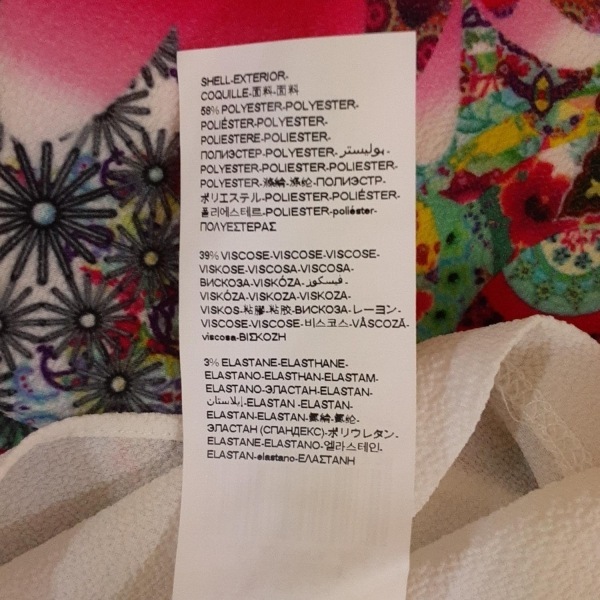 SHELL-EXTERIOR-
COQUILLE-面料-面料
58% POLYESTER-POLYESTER-
POLIÉSTER-POLYESTER-
POLIESTERE-POLIESTER-
ПОЛИЭСТЕР-POLYESTER-بوليستر-
POLYESTER-POLIESTER-POLIESTER-
POLYESTER-滌綸-涤纶-ПОЛИЭСТР-
ポリエステル-POLIESTER-POLIÉSTER-
폴리에스테르-POLIESTER-poliéster-
ΠΟΛΥΕΣΤΕΡΑΣ
39% VISCOSE-VISCOSE-VISCOSE-
VISKOSE-VISCOSA-VISCOSA-
ВИСКОЗА-VISKÓZA-فيسكوز-
VISKÓZA-VISKOZA-VISKOZA-
VISKOS-粘膠-粘胶-ВИСКОЗА-レーヨン-
VISCOSE-VISCOSE-비스코스-VÂSCOZĂ-
viscosa-ΒΙΣΚΟΖΗ
3% ELASTANE-ELASTHANE-
ELASTANO-ELASTHAN-ELASTAM-
ELASTANO-ЭЛАСТАН-ELASTAN-
إيلاستان-ELASTAN -ELASTAN-
ELASTAN-ELASTAN-氨綸-氨纶-
ЭЛАСТАН (СПАНДЕКС)-ポリウレタン-
ELASTANE-ELASTANO-엘라스테인-
ELASTAN-elastano-ΕΛΑΣΤΑΝΗ